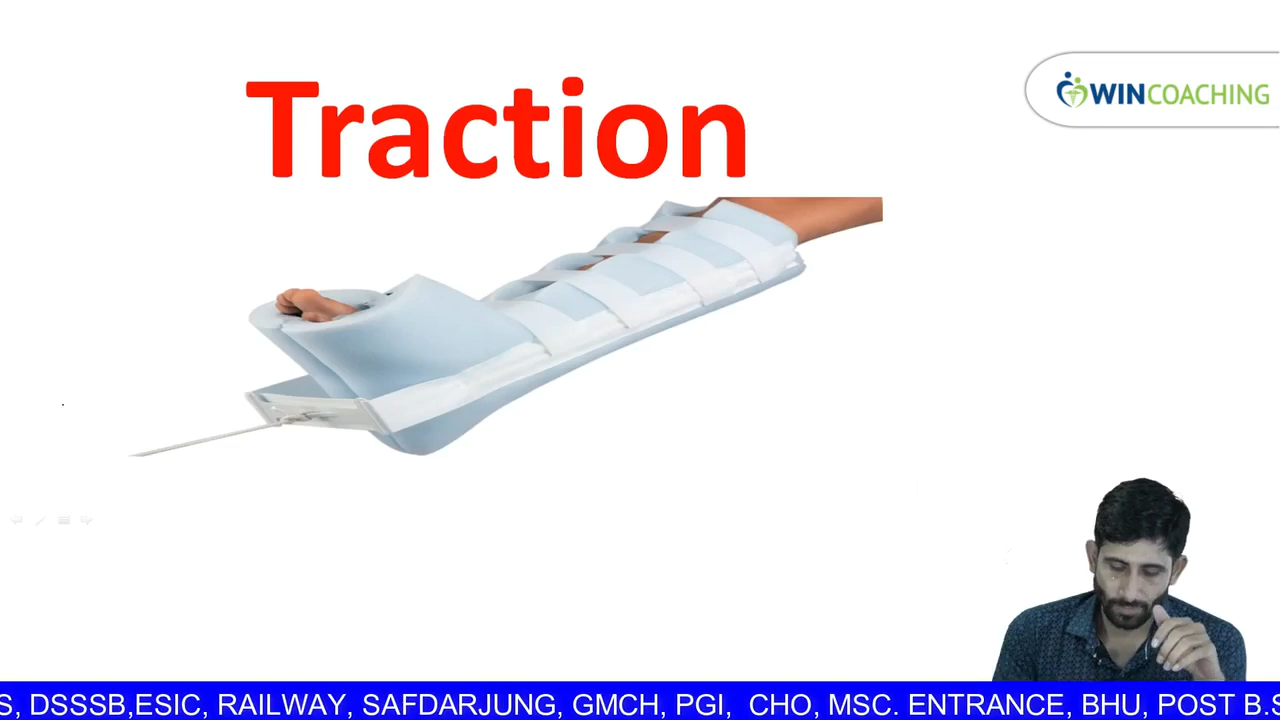 Traction
WINCOACHING
S, DSSSB,ESIC, RAILWAY, SAFDARJUNG, GMCH, PGI, CHO, MSC. ENTRANCE, BHU, POST B.S